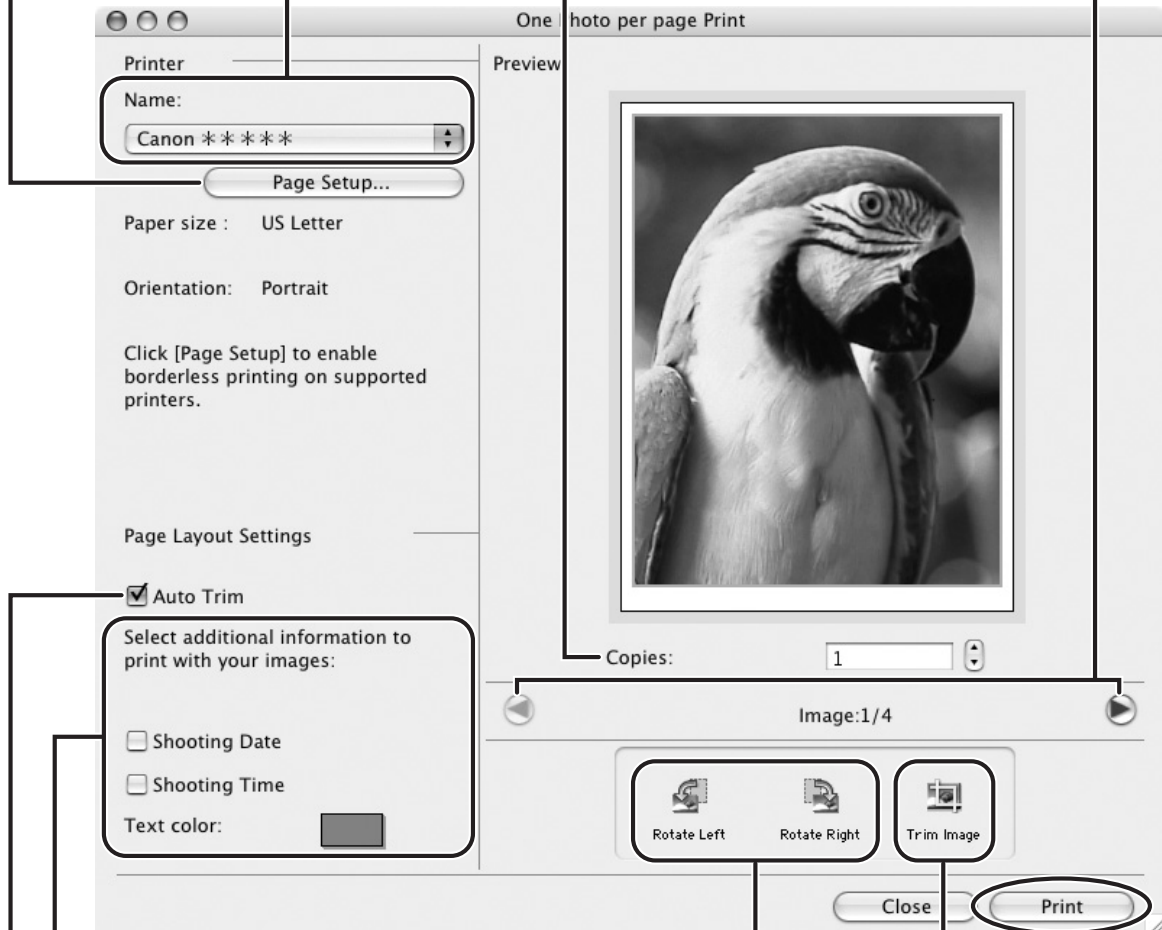 One hoto per page Print
Printer
Name:
Canon *****
Page Setup...
Paper size : US Letter
Orientation: Portrait
Click [Page Setup] to enable
borderless printing on supported
printers.
Page Layout Settings
Auto Trim
Select additional information to
print with your images:
Shooting Date
Shooting Time
Text color:
Preview
Copies: 1
Image:1/4
Rotate Left Rotate Right Trim Image
Close Print